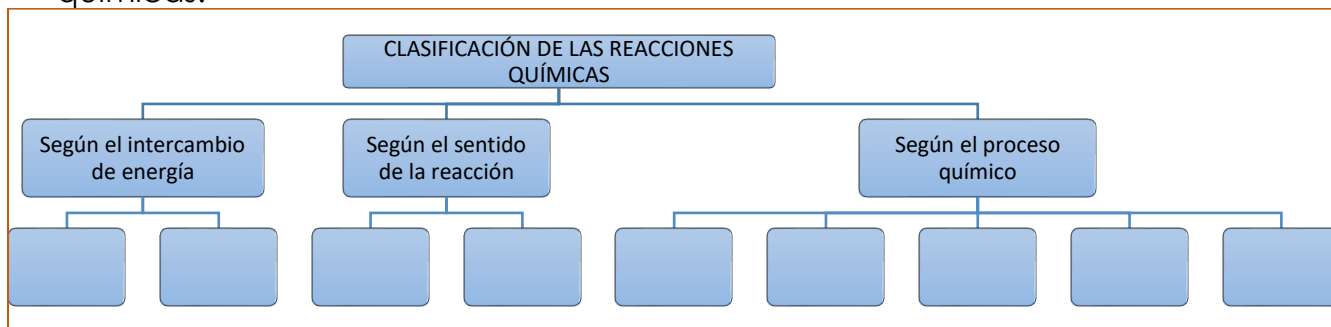 químicas.
CLASIFICACIÓN DE LAS REACCIONES
QUÍMICAS
Según el intercambio
de energía
Según el sentido
de la reacción
Según el proceso
químico